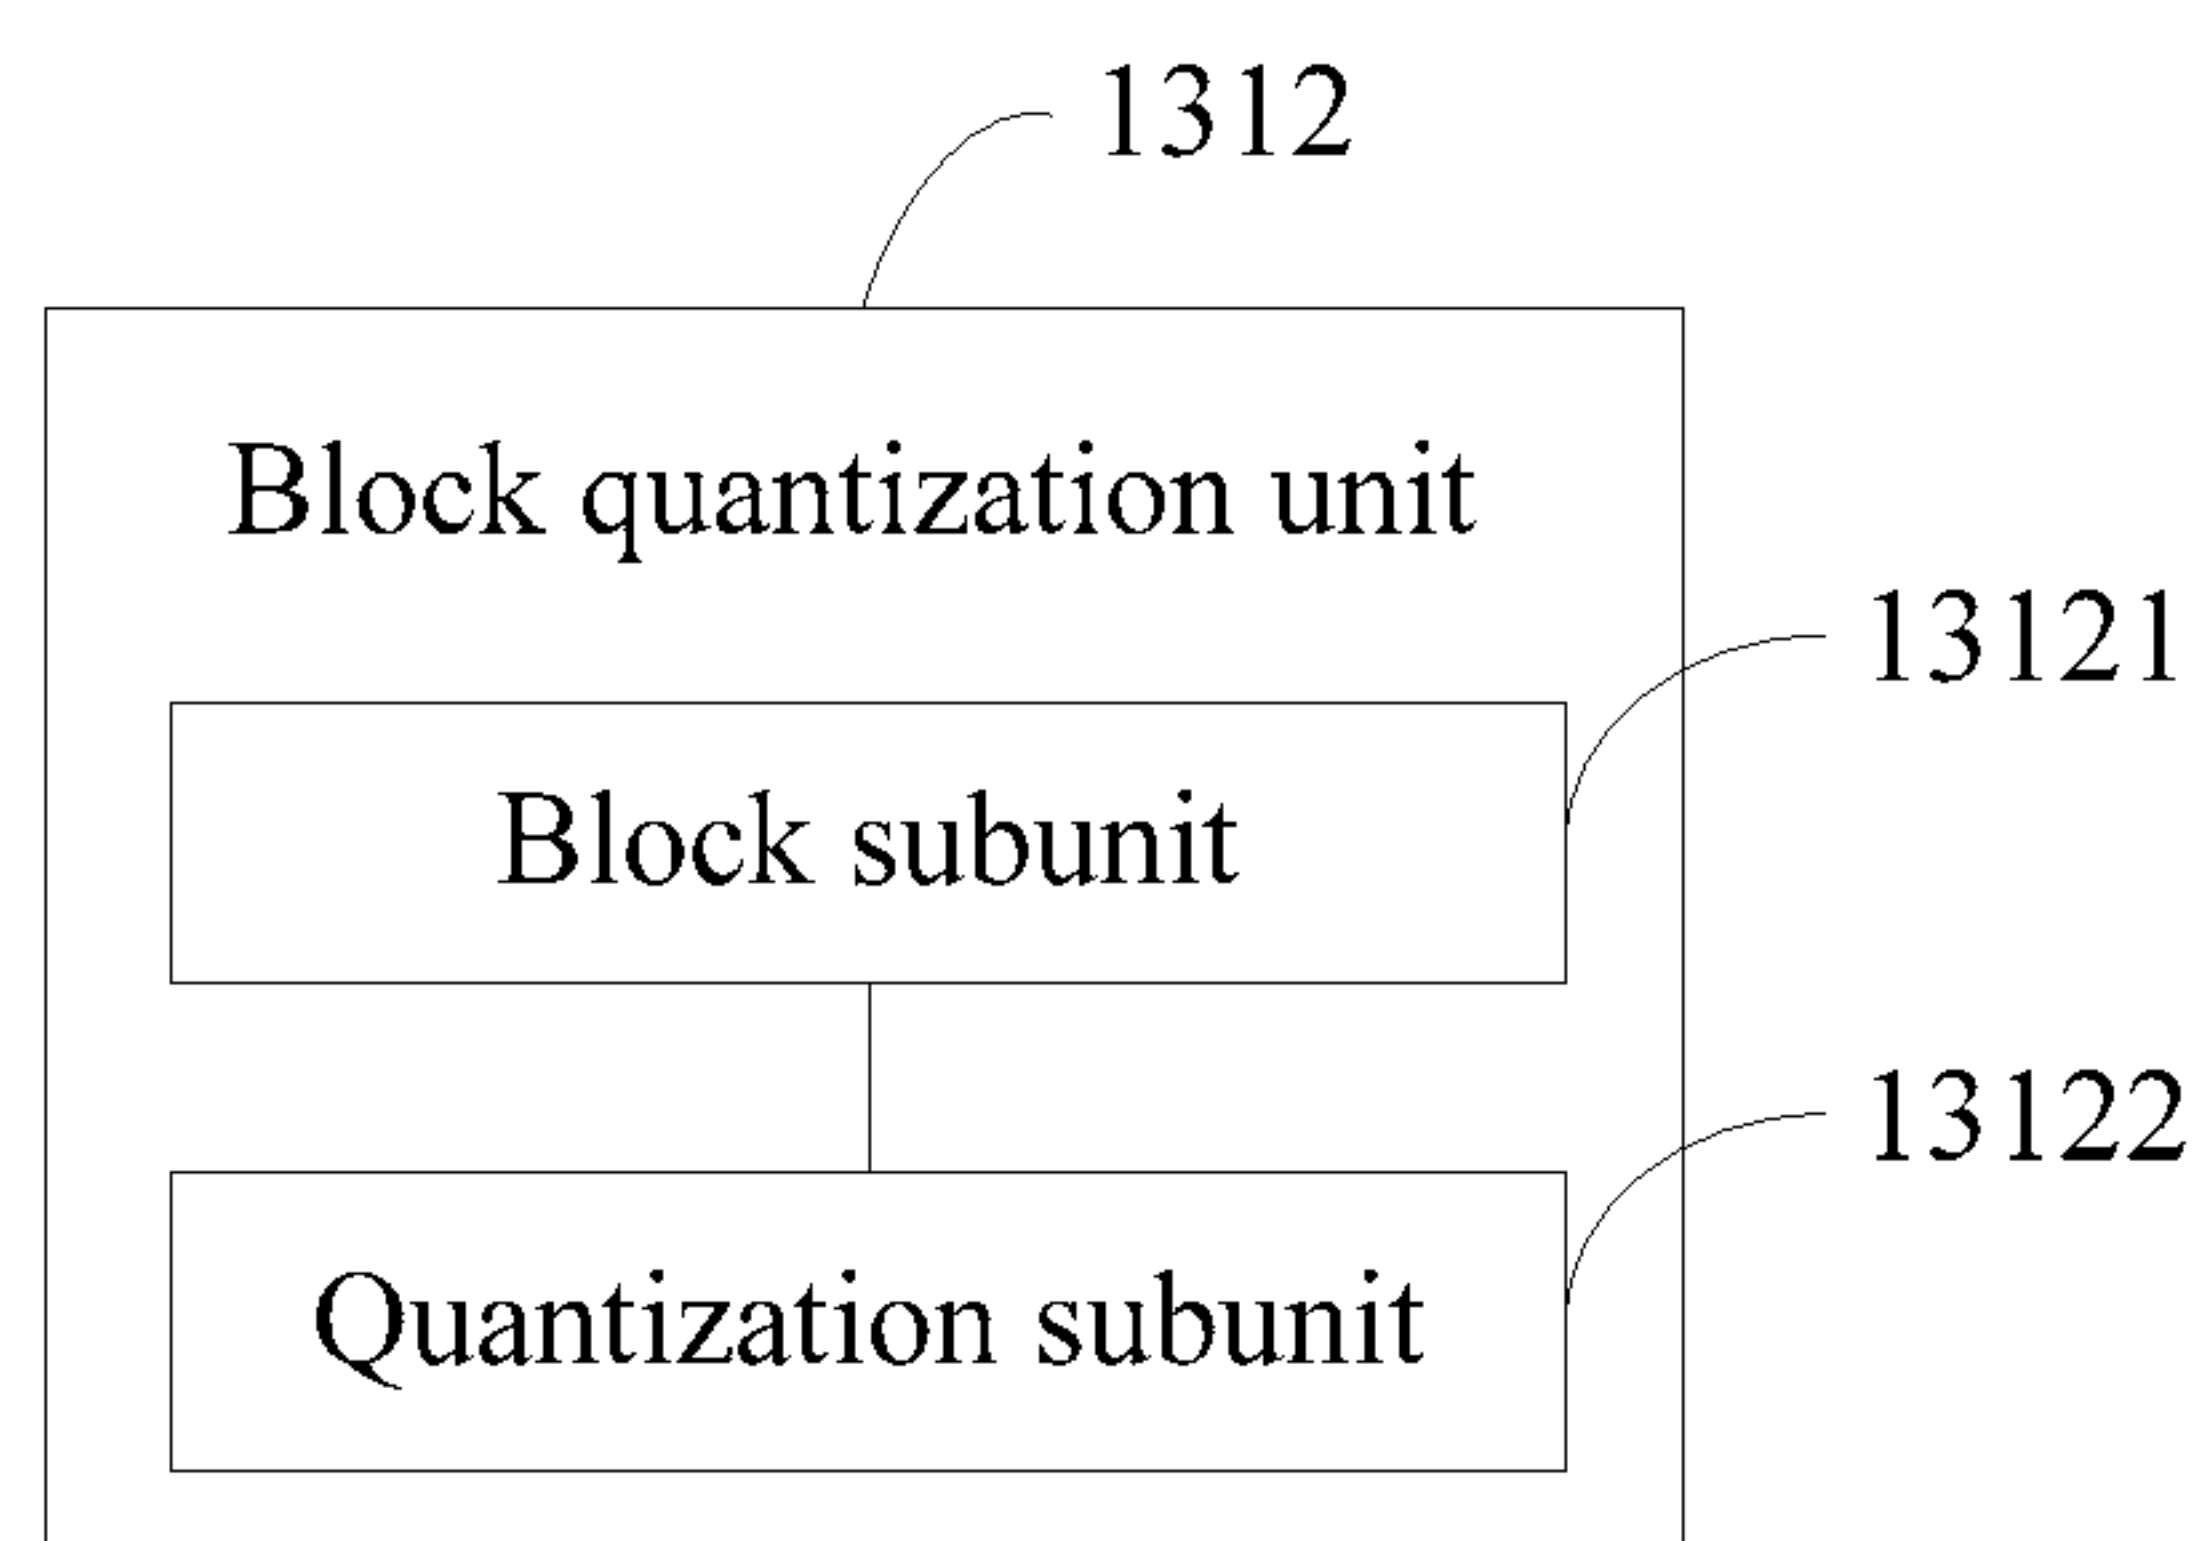 1312
Block quantization unit
13121
Block subunit
13122
Quantization subunit